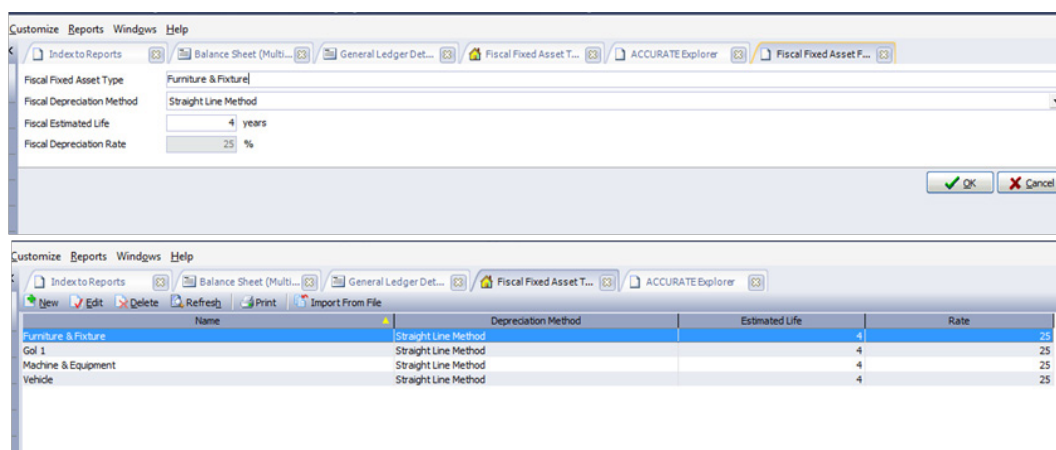 Customize Reports Windows Help
Index to Reports Balance Sheet (Multi... General Ledger Det... Fiscal Fixed Asset T... ACCURATE Explorer Fiscal Fixed Asset F...
Fiscal Fixed Asset Type Furniture & Fixture
Fiscal Depreciation Method Straight Line Method
Fiscal Estimated Life 4 years
Fiscal Depreciation Rate 25 %
OK Cancel
Customize Reports Windows Help
Index to Reports Balance Sheet (Multi... General Ledger Det... Fiscal Fixed Asset T... ACCURATE Explorer
New Edit Delete Refresh Print Import From File
Name Depreciation Method Estimated Life Rate
Furniture & Fixture Straight Line Method 4 25
Gol 1 Straight Line Method 4 25
Machine & Equipment Straight Line Method 4 25
Vehicle Straight Line Method 4 25